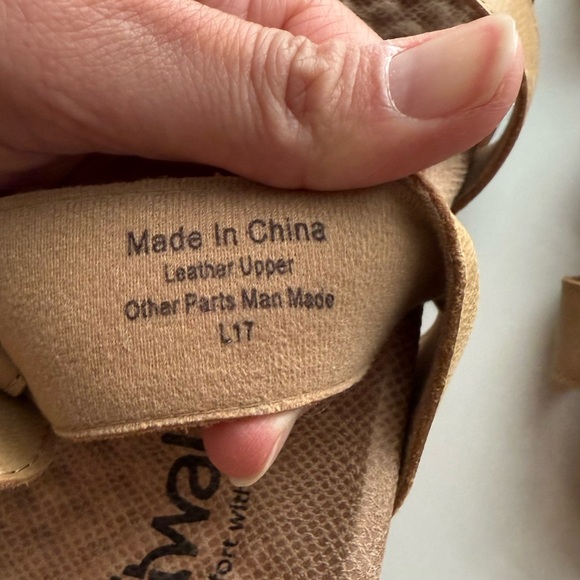 Made In China
Leather Upper
Other Parts Man Made
L17